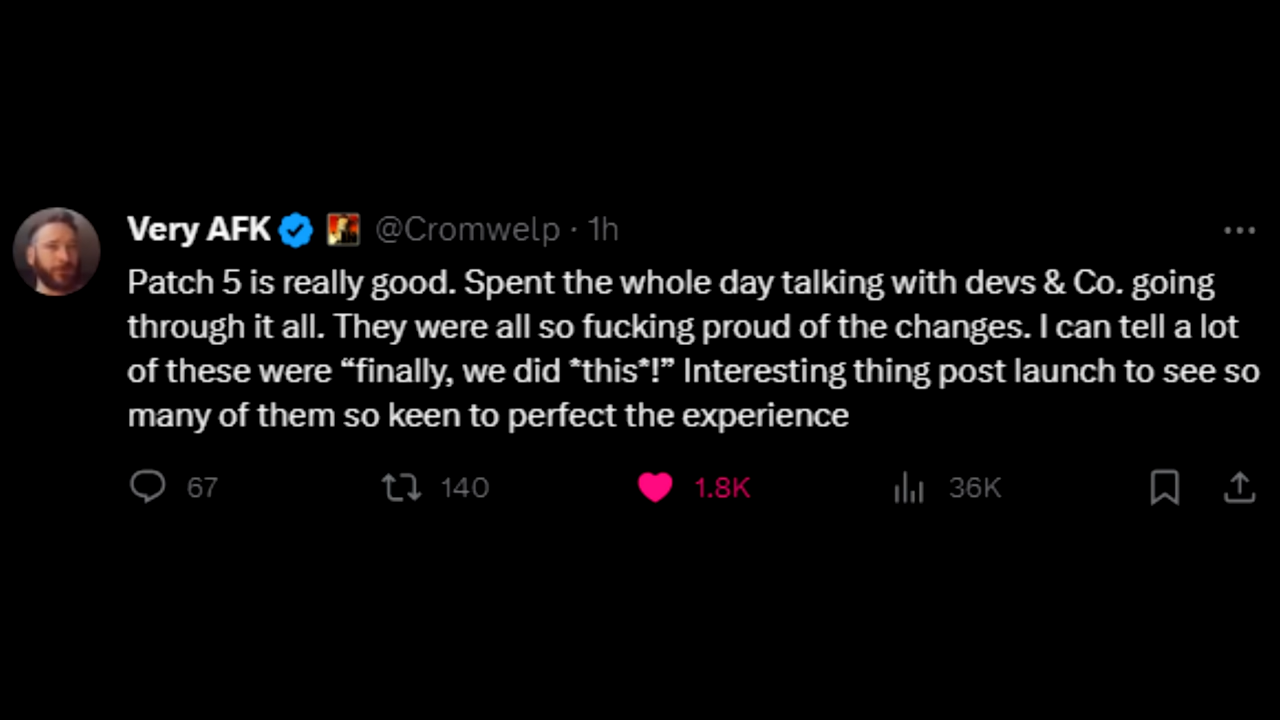 Very AFK @Cromwelp · 1h
Patch 5 is really good. Spent the whole day talking with devs & Co. going
through it all. They were all so fucking proud of the changes. I can tell a lot
of these were “finally, we did *this*!” Interesting thing post launch to see so
many of them so keen to perfect the experience
67 140 1.8K 36K